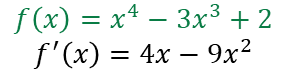 f(x) = x⁴ − 3x³ + 2
f′(x) = 4x − 9x²